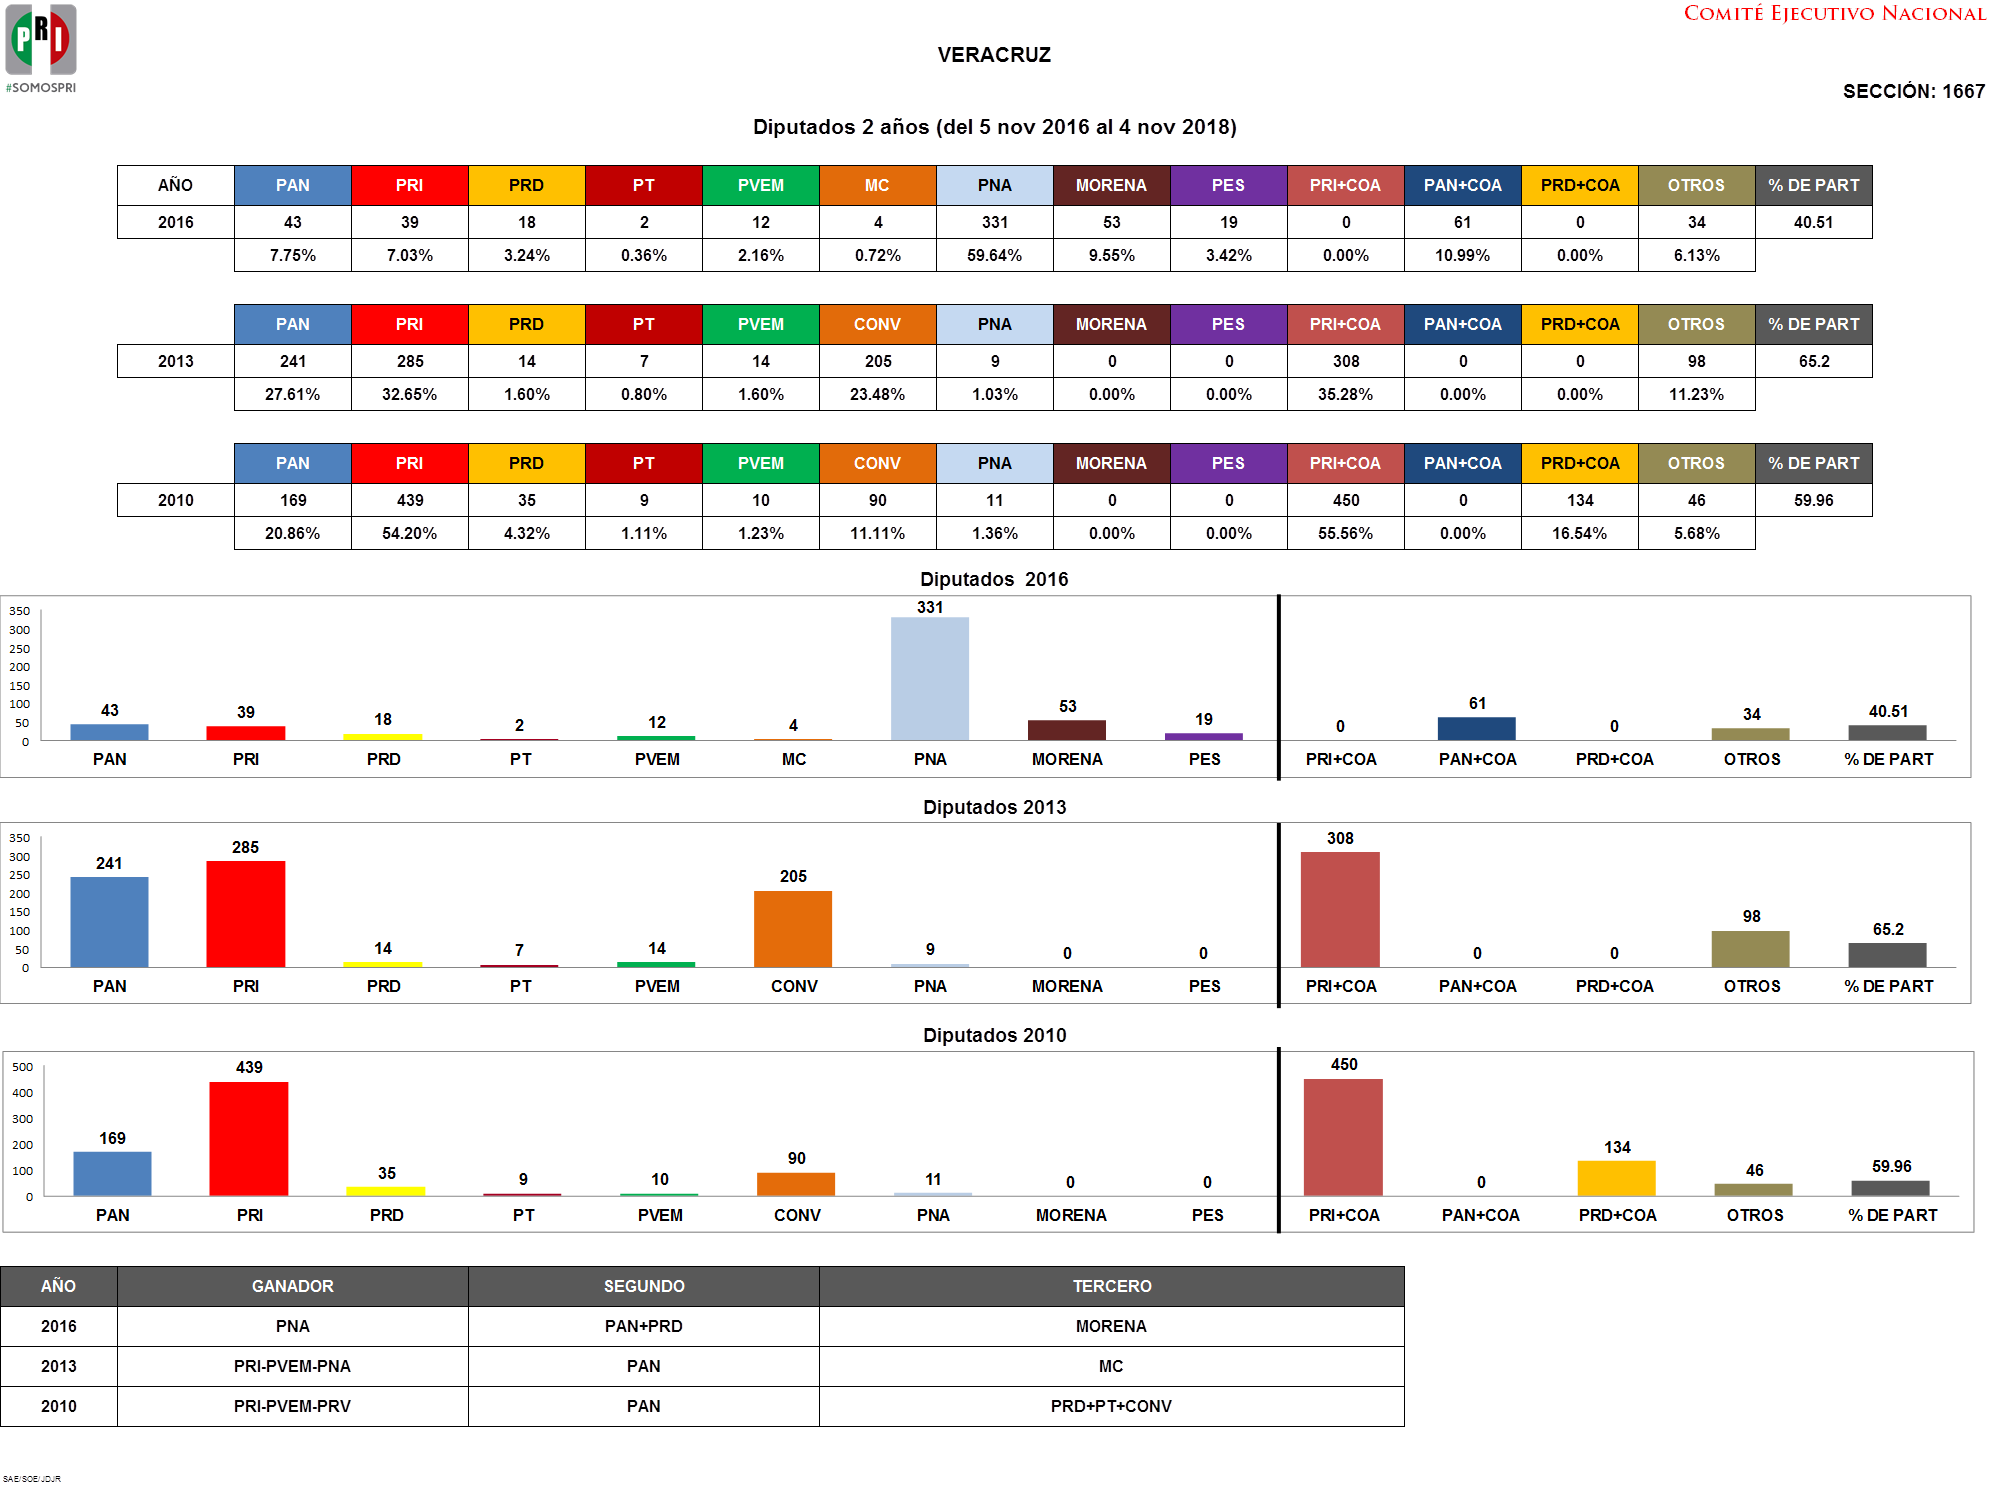 PRI
#SOMOSPRI
COMITÉ EJECUTIVO NACIONAL
VERACRUZ
SECCIÓN: 1667
Diputados 2 años (del 5 nov 2016 al 4 nov 2018)
AÑO PAN PRI PRD PT PVEM MC PNA MORENA PES PRI+COA PAN+COA PRD+COA OTROS % DE PART
2016 43 39 18 2 12 4 331 53 19 0 61 0 34 40.51
7.75% 7.03% 3.24% 0.36% 2.16% 0.72% 59.64% 9.55% 3.42% 0.00% 10.99% 0.00% 6.13%
PAN PRI PRD PT PVEM CONV PNA MORENA PES PRI+COA PAN+COA PRD+COA OTROS % DE PART
2013 241 285 14 7 14 205 9 0 0 308 0 0 98 65.2
27.61% 32.65% 1.60% 0.80% 1.60% 23.48% 1.03% 0.00% 0.00% 35.28% 0.00% 0.00% 11.23%
PAN PRI PRD PT PVEM CONV PNA MORENA PES PRI+COA PAN+COA PRD+COA OTROS % DE PART
2010 169 439 35 9 10 90 11 0 0 450 0 134 46 59.96
20.86% 54.20% 4.32% 1.11% 1.23% 11.11% 1.36% 0.00% 0.00% 55.56% 0.00% 16.54% 5.68%
Diputados 2016
350
300
250
200
150
100
50
0
43 39 18 2 12 4 331 53 19 0 61 0 34 40.51
PAN PRI PRD PT PVEM MC PNA MORENA PES PRI+COA PAN+COA PRD+COA OTROS % DE PART
Diputados 2013
350
300
250
200
150
100
50
0
241 285 14 7 14 205 9 0 0 308 0 0 98 65.2
PAN PRI PRD PT PVEM CONV PNA MORENA PES PRI+COA PAN+COA PRD+COA OTROS % DE PART
Diputados 2010
500
400
300
200
100
0
169 439 35 9 10 90 11 0 0 450 0 134 46 59.96
PAN PRI PRD PT PVEM CONV PNA MORENA PES PRI+COA PAN+COA PRD+COA OTROS % DE PART
AÑO GANADOR SEGUNDO TERCERO
2016 PNA PAN+PRD MORENA
2013 PRI-PVEM-PNA PAN MC
2010 PRI-PVEM-PRV PAN PRD+PT+CONV
SAE/SOE/JDJR